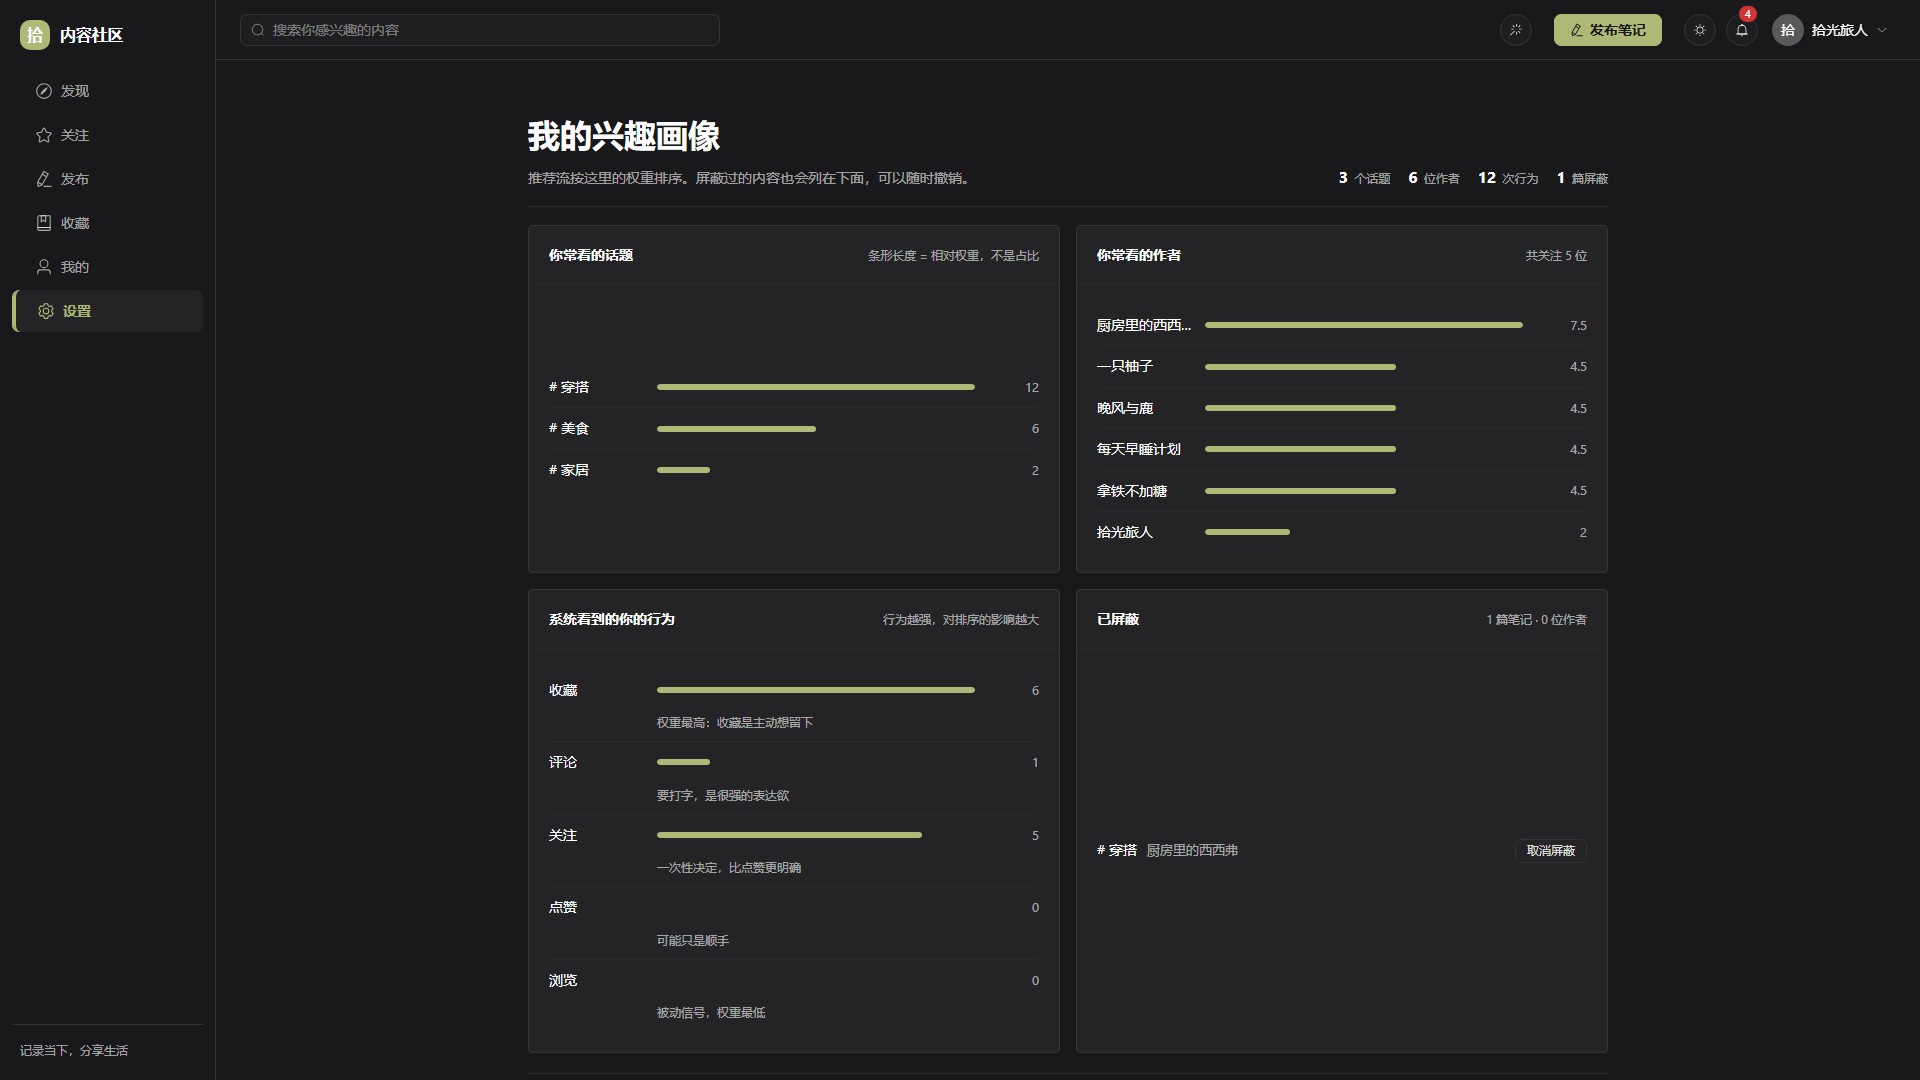 拾 内容社区
发现
关注
发布
收藏
我的
设置
记录当下，分享生活
搜索你感兴趣的内容
发布笔记
4
拾 拾光旅人
我的兴趣画像
推荐流按这里的权重排序。屏蔽过的内容也会列在下面，可以随时撤销。
3 个话题 6 位作者 12 次行为 1 篇屏蔽
你常看的话题 条形长度 = 相对权重，不是占比
# 穿搭 12
# 美食 6
# 家居 2
你常看的作者 共关注 5 位
厨房里的西西... 7.5
一只柚子 4.5
晚风与鹿 4.5
每天早睡计划 4.5
拿铁不加糖 4.5
拾光旅人 2
系统看到的你的行为 行为越强，对排序的影响越大
收藏 6
权重最高：收藏是主动想留下
评论 1
要打字，是很强的表达欲
关注 5
一次性决定，比点赞更明确
点赞 0
可能只是顺手
浏览 0
被动信号，权重最低
已屏蔽 1 篇笔记 · 0 位作者
# 穿搭 厨房里的西西弗 取消屏蔽